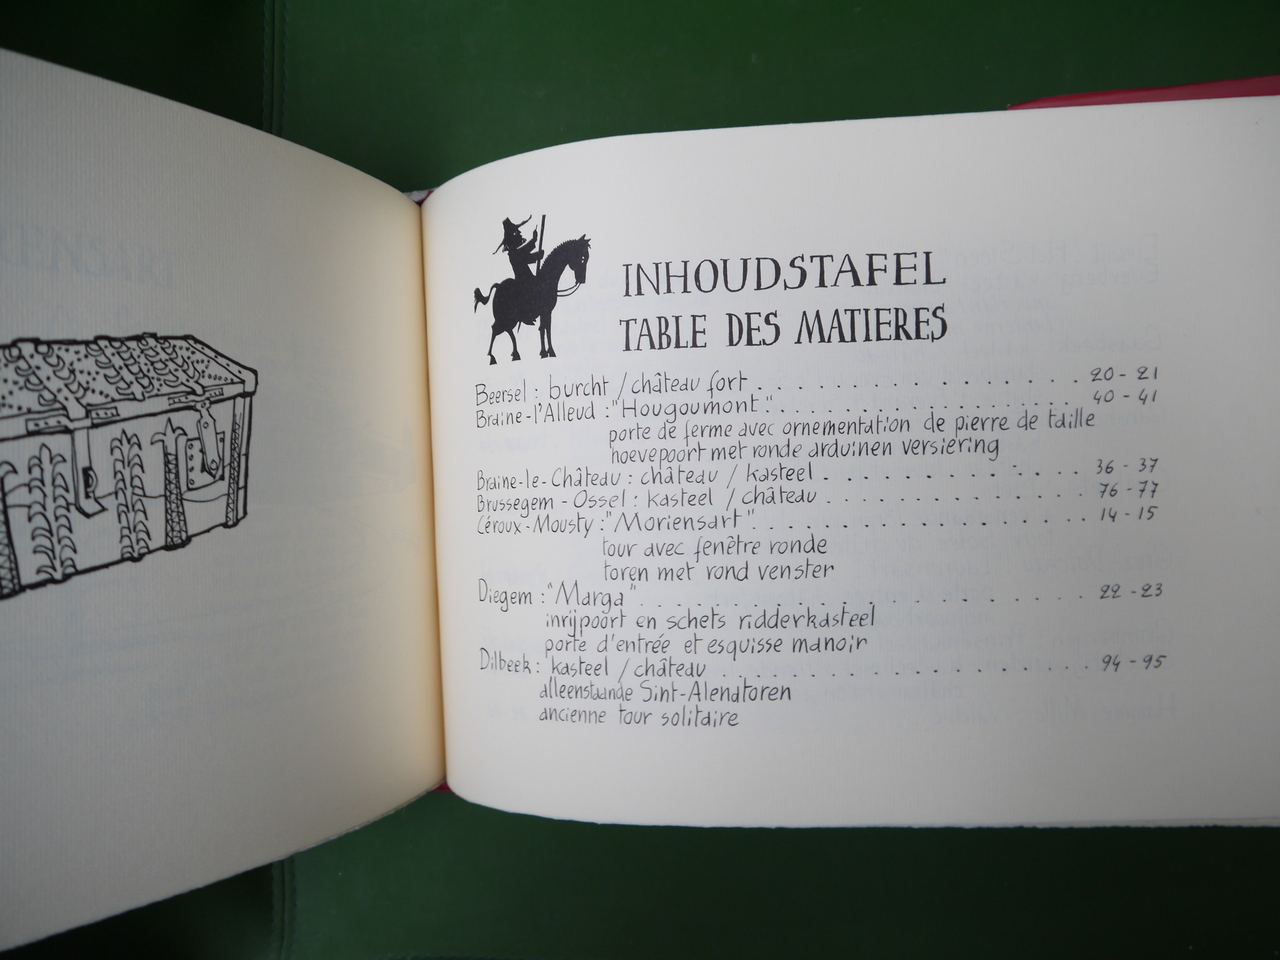 INHOUDSTAFEL
TABLE DES MATIERES
Beersel : burcht / château fort . . . . . . . . . . . . . . . . 20 - 21
Braine-l'Alleud : "Hougoumont" . . . . . . . . . . . . . . . . 40 - 41
porte de ferme avec ornementation de pierre de taille
hoevepoort met ronde arduinen versiering
Braine-le-Château : château / kasteel . . . . . . . . . . . . . 36 - 37
Brussegem - Ossel : kasteel / château . . . . . . . . . . . . . 76 - 77
Céroux-Mousty : "Moriensart" . . . . . . . . . . . . . . . . . 14 - 15
tour avec fenêtre ronde
toren met rond venster
Diegem : "Marga" . . . . . . . . . . . . . . . . . . . . 22 - 23
inrijpoort en schets ridderkasteel
porte d'entrée et esquisse manoir
Dilbeek : kasteel / château . . . . . . . . . . . . . . . . . 94 - 95
alleenstaande Sint-Alenatoren
ancienne tour solitaire